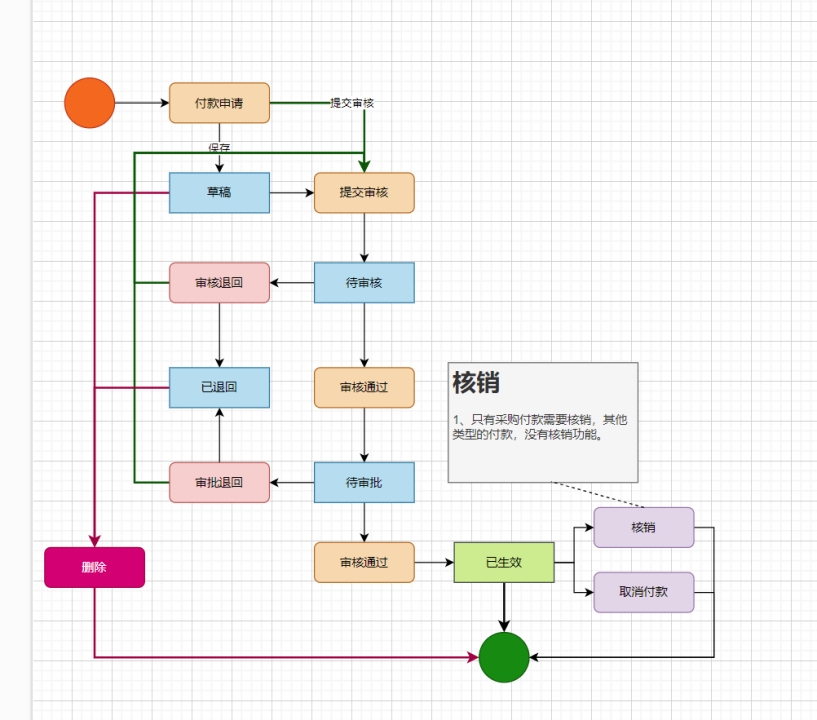 付款申请
提交审核
保存
草稿
提交审核
审核退回
待审核
已退回
审核通过
核销
1、只有采购付款需要核销，其他
类型的付款，没有核销功能。
审批退回
待审批
核销
删除
审核通过
已生效
取消付款